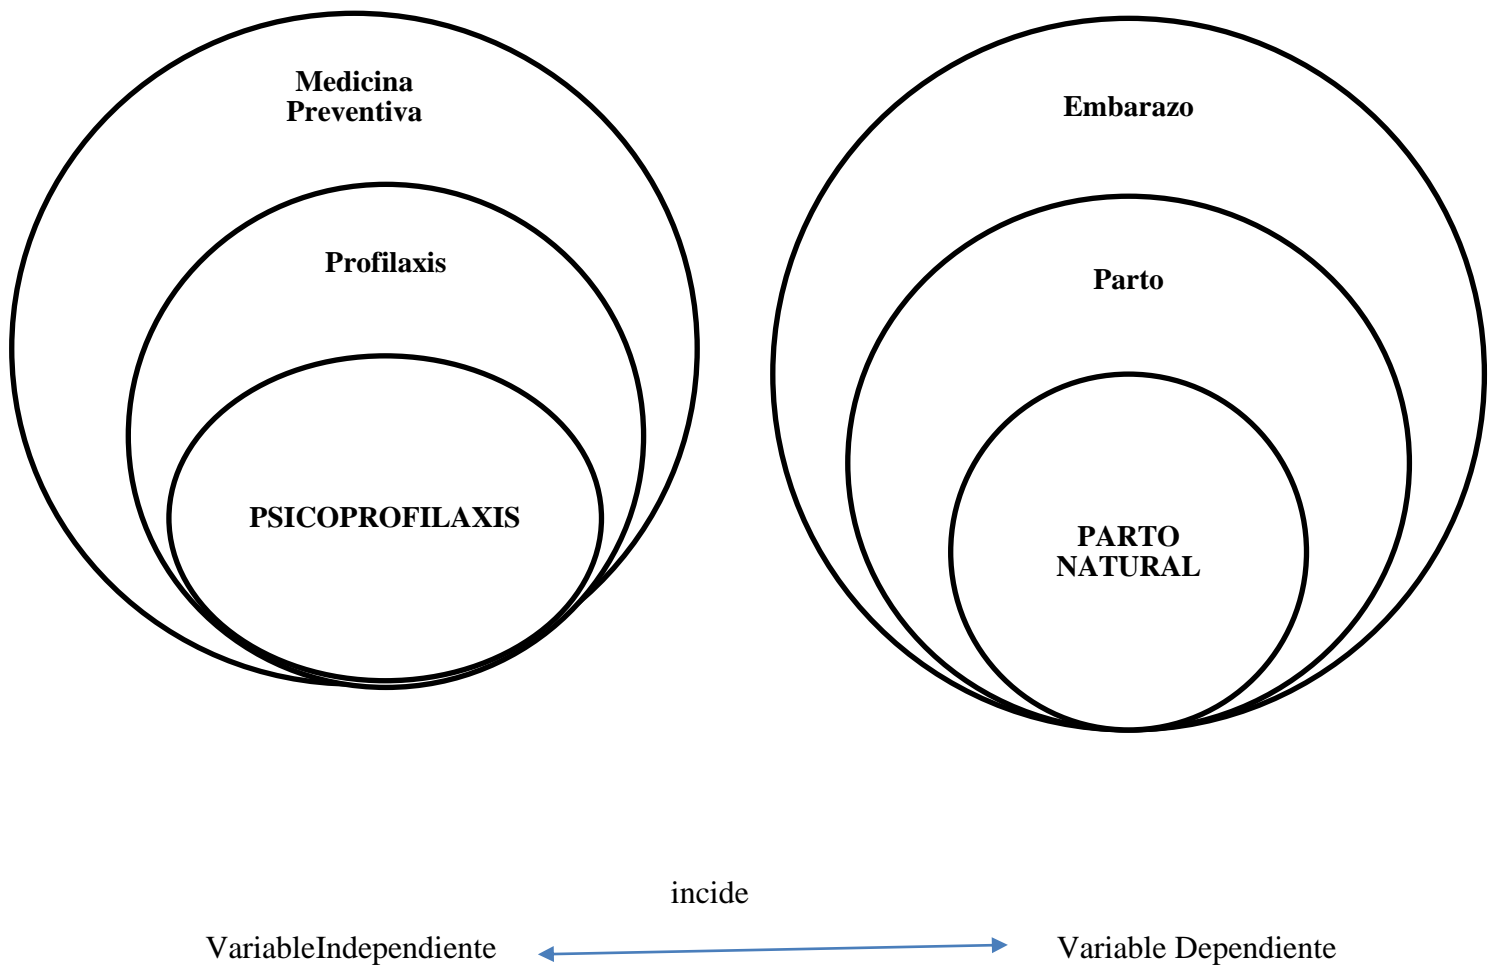 Medicina
Preventiva
Profilaxis
PSICOPROFILAXIS
Embarazo
Parto
PARTO
NATURAL
incide
VariableIndependiente
Variable Dependiente